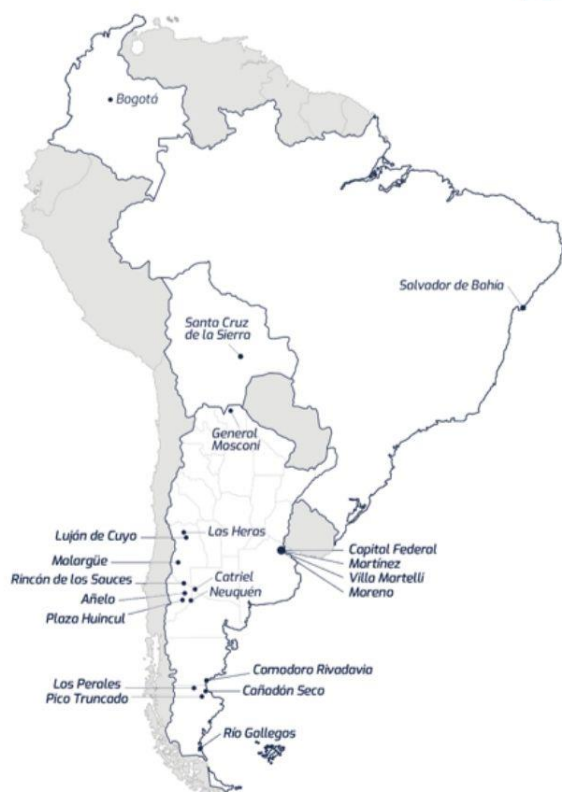 Bogotá
Salvador de Bahía
Santa Cruz
de la Sierra
General
Mosconi
Las Heras
Luján de Cuyo
Capital Federal
Martínez
Malargüe
Villa Martelli
Rincón de los Sauces
Catriel
Moreno
Añelo
Neuquén
Plaza Huincul
Comodoro Rivadavia
Los Perales
Cañadón Seco
Pico Truncado
Río Gallegos